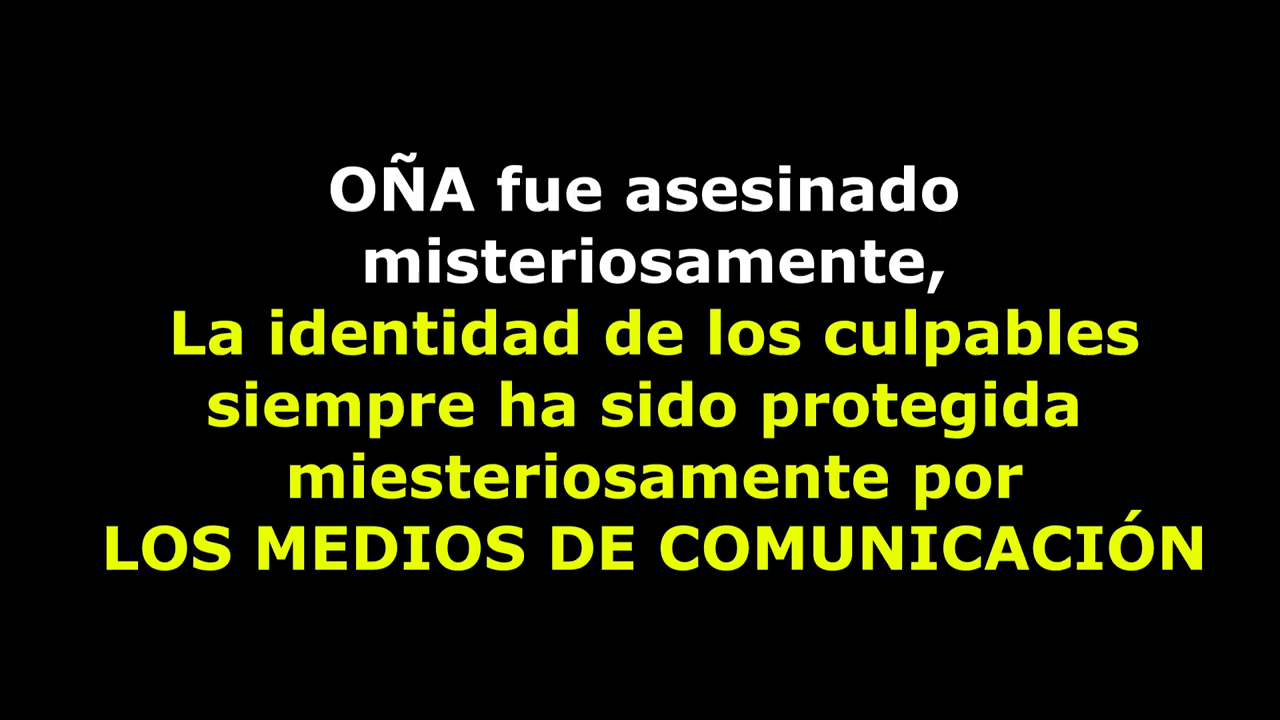 OÑA fue asesinado
misteriosamente,
La identidad de los culpables
siempre ha sido protegida
miesteriosamente por
LOS MEDIOS DE COMUNICACIÓN